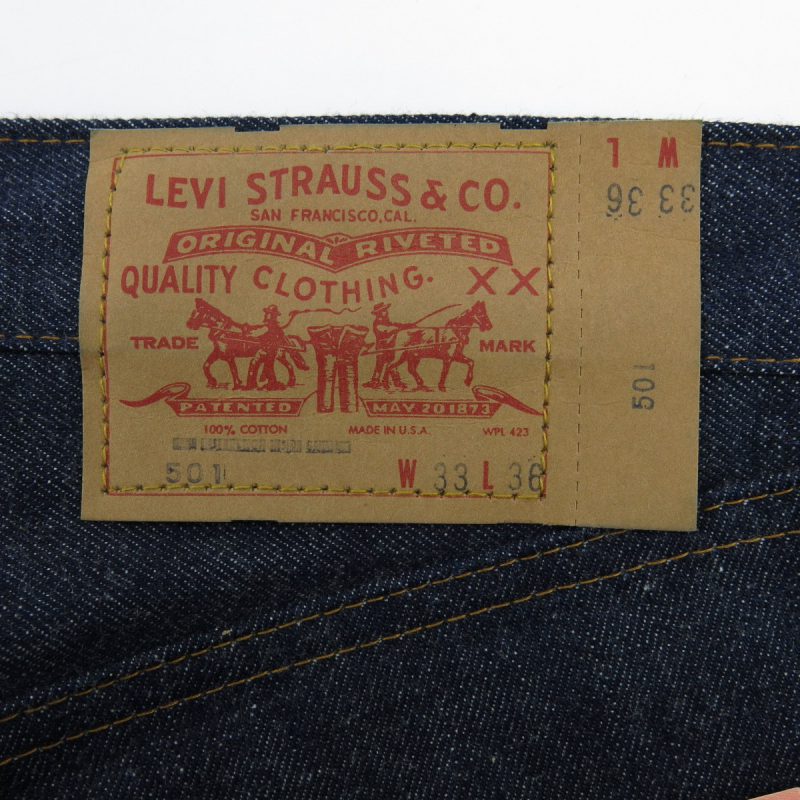 LEVI STRAUSS & CO.
SAN FRANCISCO, CAL.
ORIGINAL RIVETED
QUALITY CLOTHING. XX
TRADE MARK
PATENTED MAY 20 1873
100% COTTON MADE IN U.S.A. WPL 423
501 W 33 L 36
W L
33 36
501